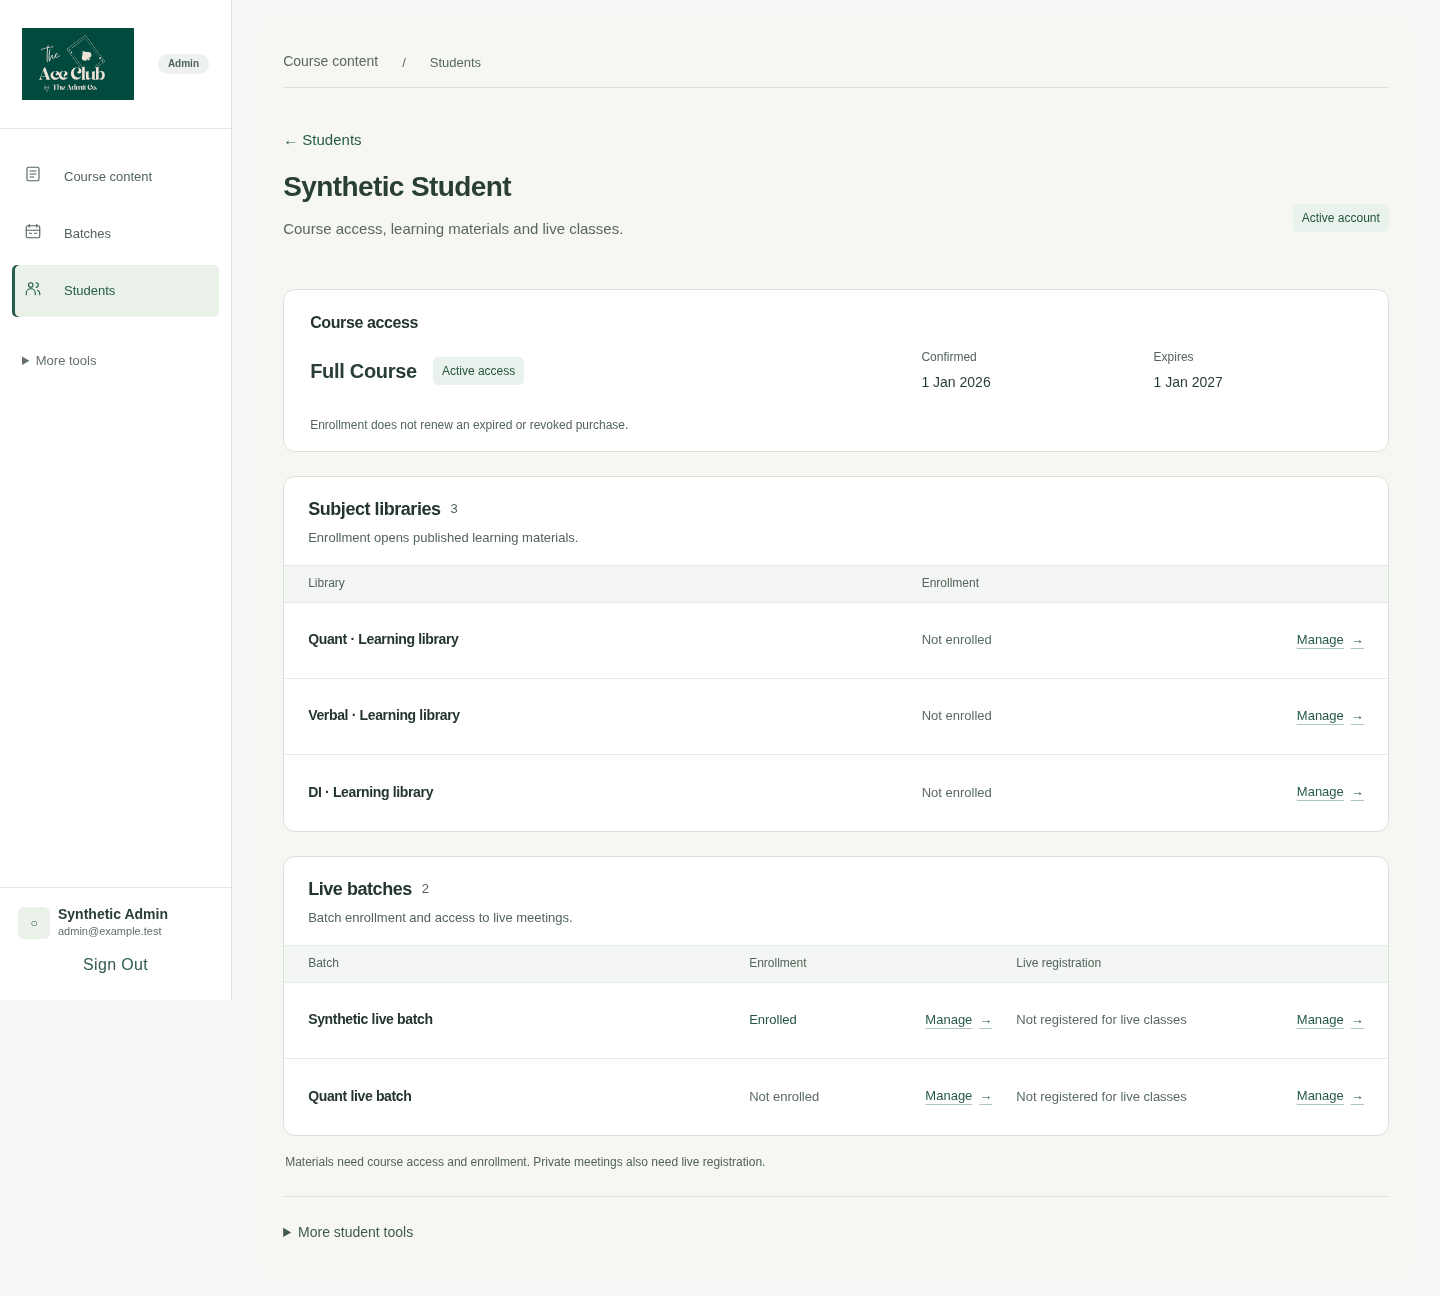 The
Ace Club
by The Admit Co.
Admin
Course content
Batches
Students
▶ More tools
Synthetic Admin
admin@example.test
Sign Out
Course content / Students
← Students
Synthetic Student
Course access, learning materials and live classes.
Active account
Course access
Full Course Active access
Confirmed
1 Jan 2026
Expires
1 Jan 2027
Enrollment does not renew an expired or revoked purchase.
Subject libraries 3
Enrollment opens published learning materials.
Library Enrollment
Quant · Learning library Not enrolled Manage →
Verbal · Learning library Not enrolled Manage →
DI · Learning library Not enrolled Manage →
Live batches 2
Batch enrollment and access to live meetings.
Batch Enrollment Live registration
Synthetic live batch Enrolled Manage → Not registered for live classes Manage →
Quant live batch Not enrolled Manage → Not registered for live classes Manage →
Materials need course access and enrollment. Private meetings also need live registration.
▶ More student tools